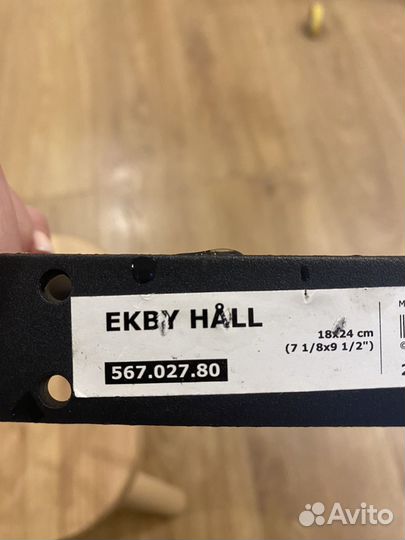 EKBY HÅLL
18x24 cm
(7 1/8x9 1/2")
567.027.80
Avito